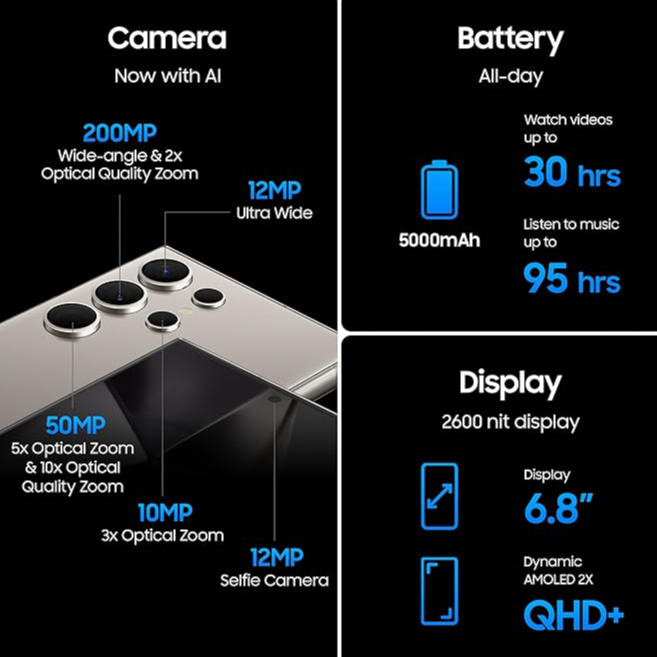 Camera
Now with AI
200MP
Wide-angle & 2x
Optical Quality Zoom
12MP
Ultra Wide
50MP
5x Optical Zoom
& 10x Optical
Quality Zoom
10MP
3x Optical Zoom
12MP
Selfie Camera
Battery
All-day
5000mAh
Watch videos
up to
30 hrs
Listen to music
up to
95 hrs
Display
2600 nit display
Display
6.8”
Dynamic
AMOLED 2X
QHD+